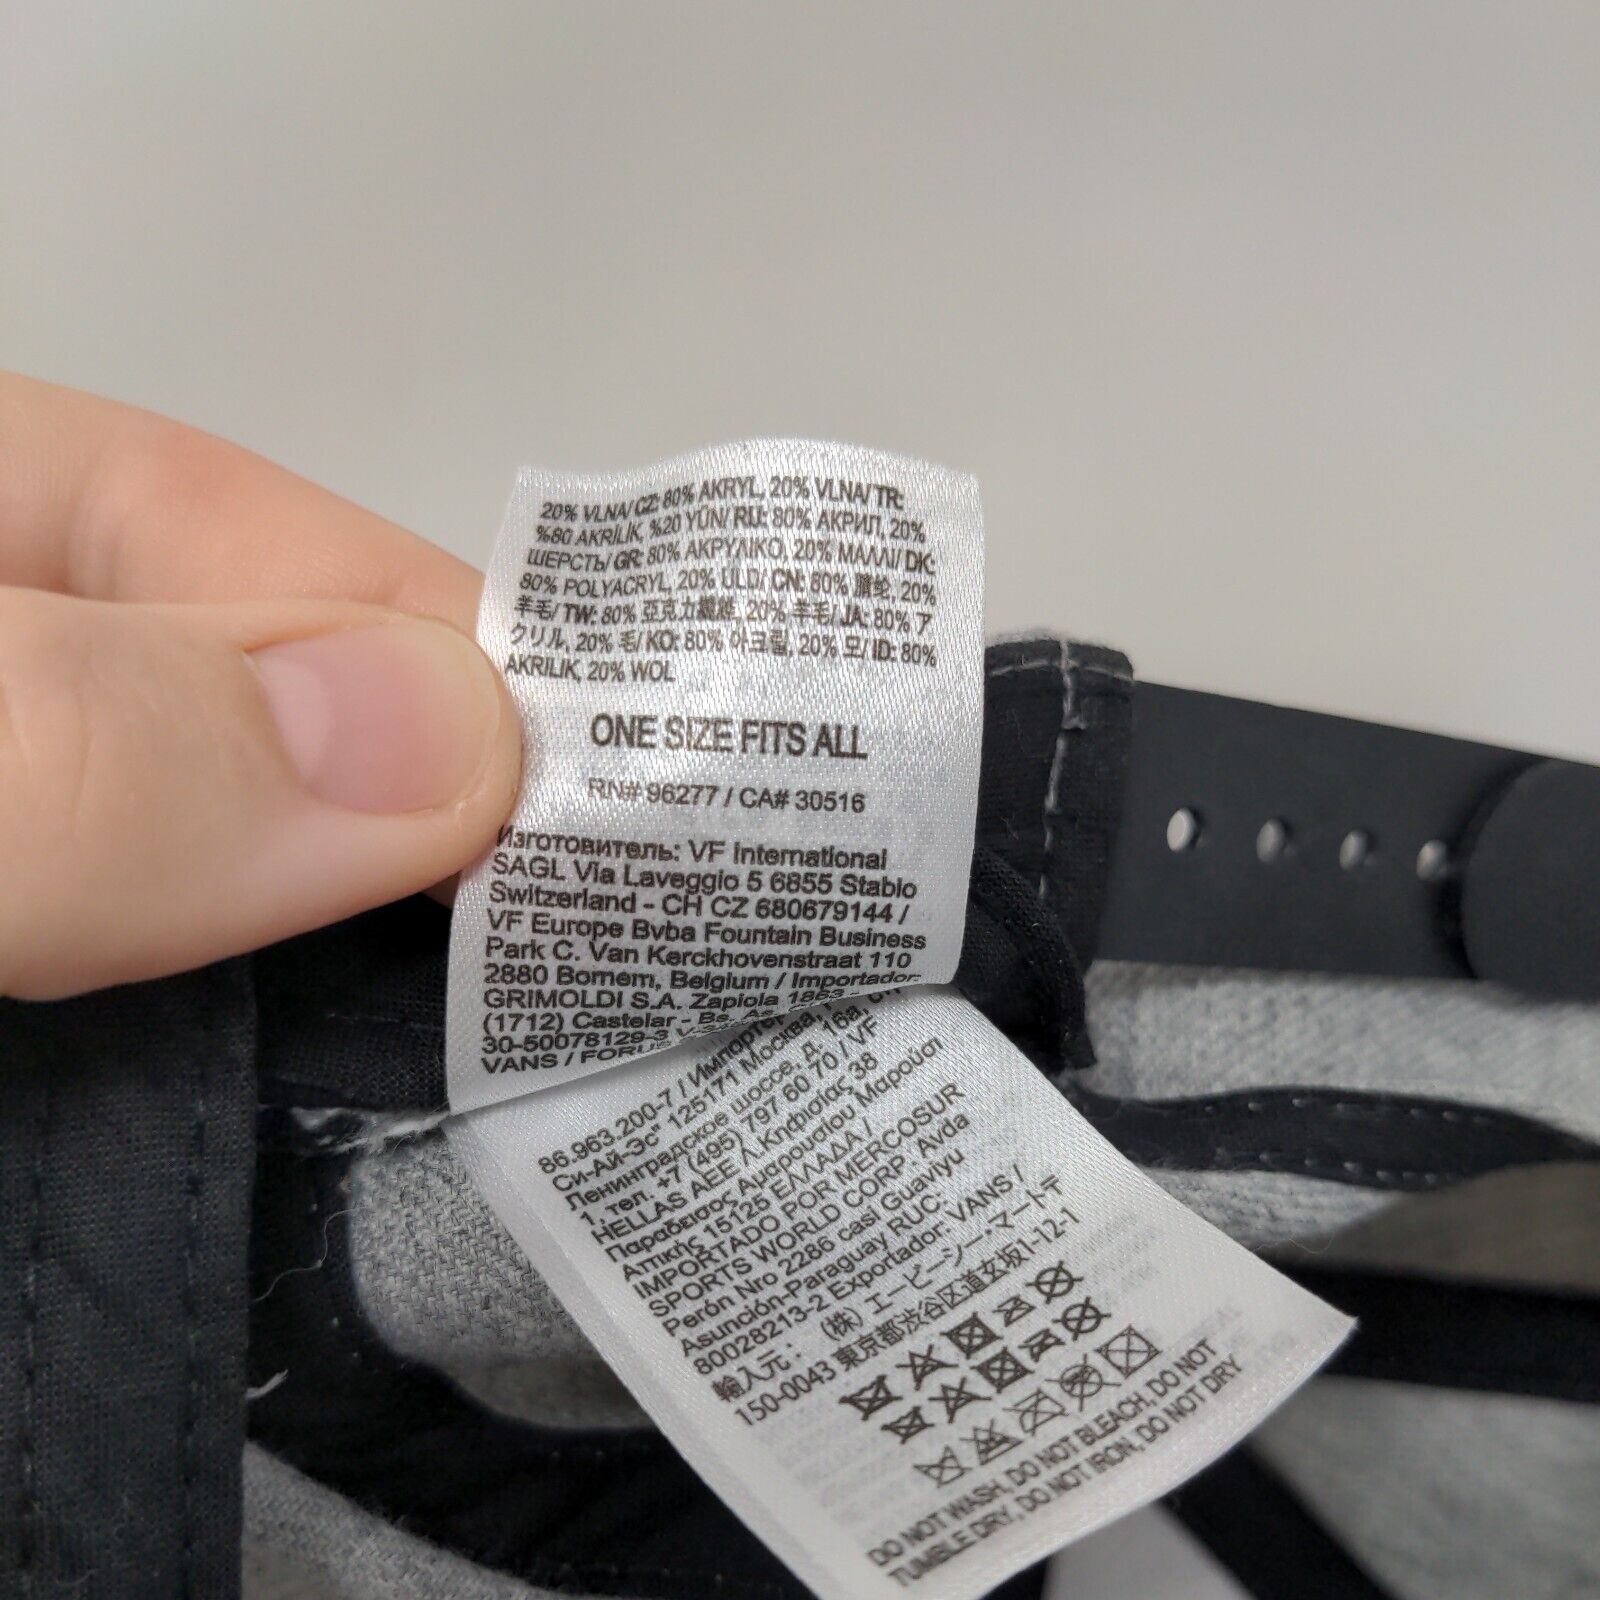 20% VLNA/ CZ: 80% AKRYL, 20% VLNA/ TR:
%80 AKRİLİK, %20 YÜN/ RU: 80% АКРИЛ, 20%
ШЕРСТЬ/ GR: 80% ΑΚΡΥΛΙΚΟ, 20% ΜΑΛΛΙ/ DK:
80% POLYACRYL, 20% ULD/ CN: 80% 腈纶, 20%
羊毛/ TW: 80% 亞克力纖維, 20% 羊毛/ JA: 80% ア
クリル, 20% 毛/ KO: 80% 아크릴, 20% 모/ ID: 80%
AKRILIK, 20% WOL
ONE SIZE FITS ALL
RN# 96277 / CA# 30516
Изготовитель: VF International
SAGL Via Laveggio 5 6855 Stabio
Switzerland - CH CZ 680679144 /
VF Europe Bvba Fountain Business
Park C. Van Kerckhovenstraat 110
2880 Bornem, Belgium / Importador:
GRIMOLDI S.A. Zapiola 1863 -
(1712) Castelar - Bs. As.
30-50078129-3
VANS /
86.963.200-7 / Импортер
Си-Ай-Эс" 125171 Москва,
Ленинградское шоссе, д. 16а,
1, тел. +7 (495) 797 60 70 / VF
HELLAS AEE Λ.Κηφισίας 38
Παράδεισος Αμαρουσίου Μαρούσι
Αττικής 15125 ΕΛΛΑΔΑ /
IMPORTADO POR MERCOSUR
SPORTS WORLD CORP. Avda
Perón Nro 2286 casi Guaviyu
Asunción-Paraguay RUC:
80028213-2 Exportador: VANS /
輸入元： (株) エービーシー・マートデ
150-0043 東京都渋谷区道玄坂1-12-1
DO NOT WASH, DO NOT BLEACH, DO NOT
TUMBLE DRY, DO NOT IRON, DO NOT DRY